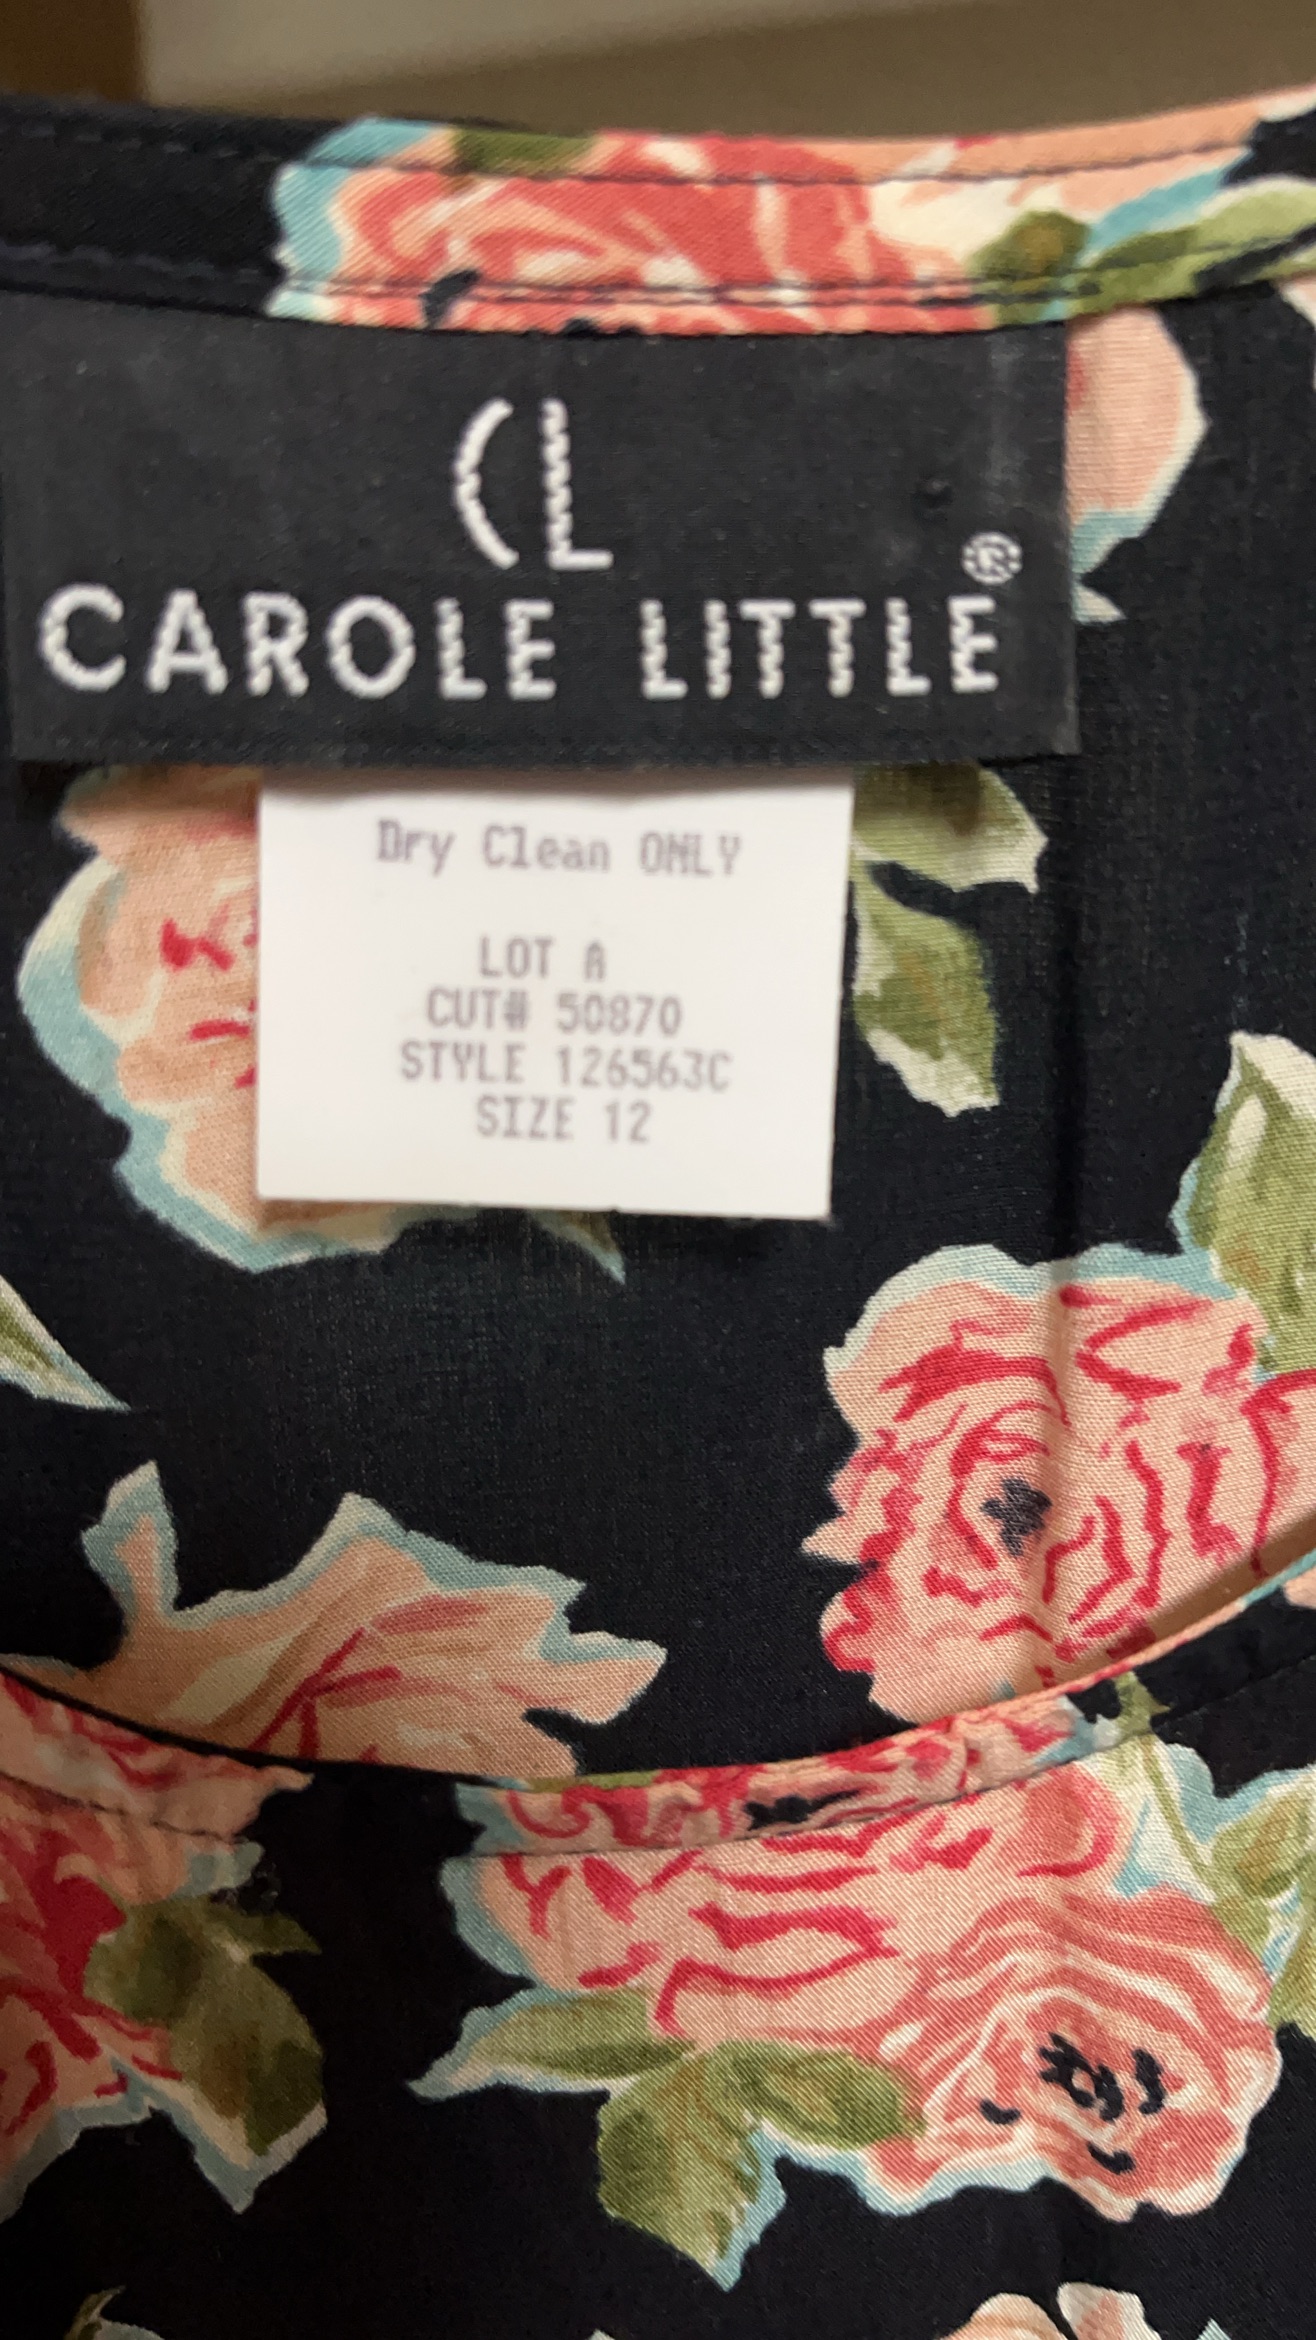 CL
CAROLE LITTLE®
Dry Clean ONLY
LOT A
CUT# 50870
STYLE 126563C
SIZE 12